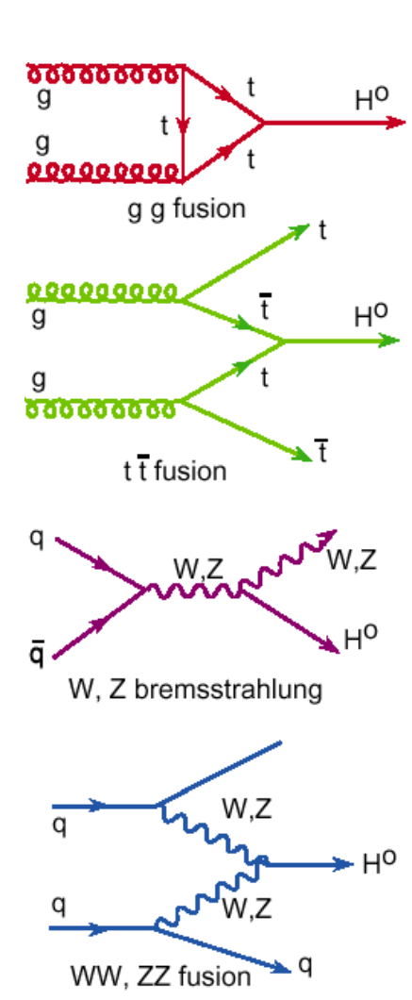 g
t
t
H⁰
g
t
g g fusion
t
t̅
g
H⁰
g
t
t̅
t t̅ fusion
q
W,Z
W,Z
q̅
H⁰
W, Z bremsstrahlung
q
W,Z
H⁰
q
W,Z
q
WW, ZZ fusion